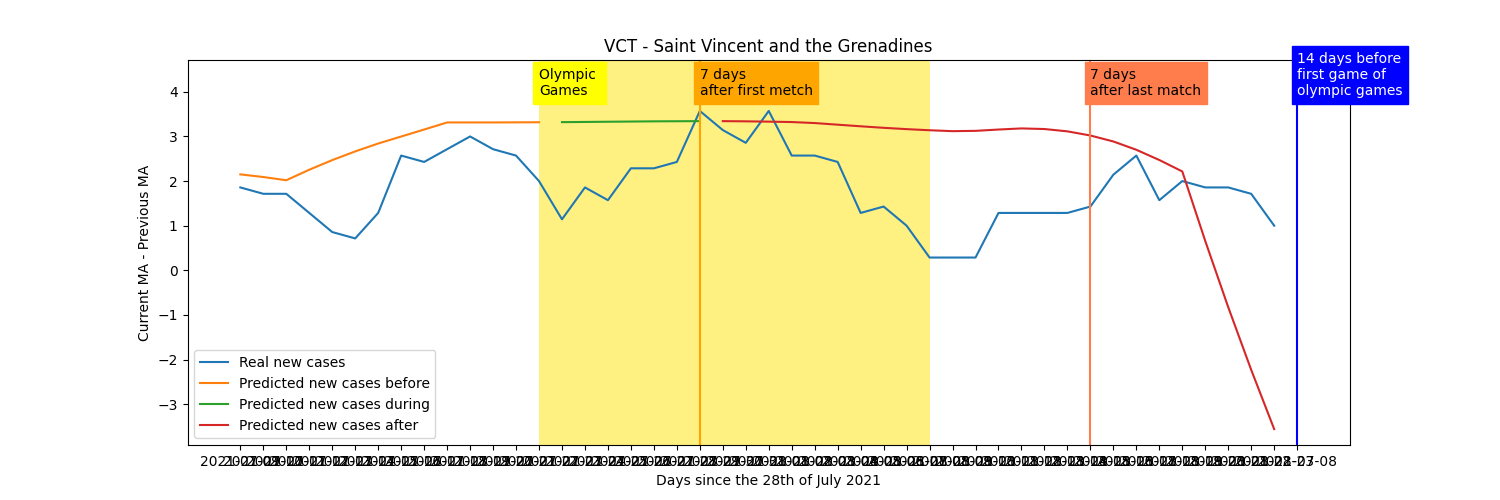 VCT - Saint Vincent and the Grenadines
Olympic
Games
7 days
after first metch
7 days
after last match
14 days before
first game of
olympic games
Current MA - Previous MA
4
3
2
1
0
−1
−2
−3
Real new cases
Predicted new cases before
Predicted new cases during
Predicted new cases after
Days since the 28th of July 2021